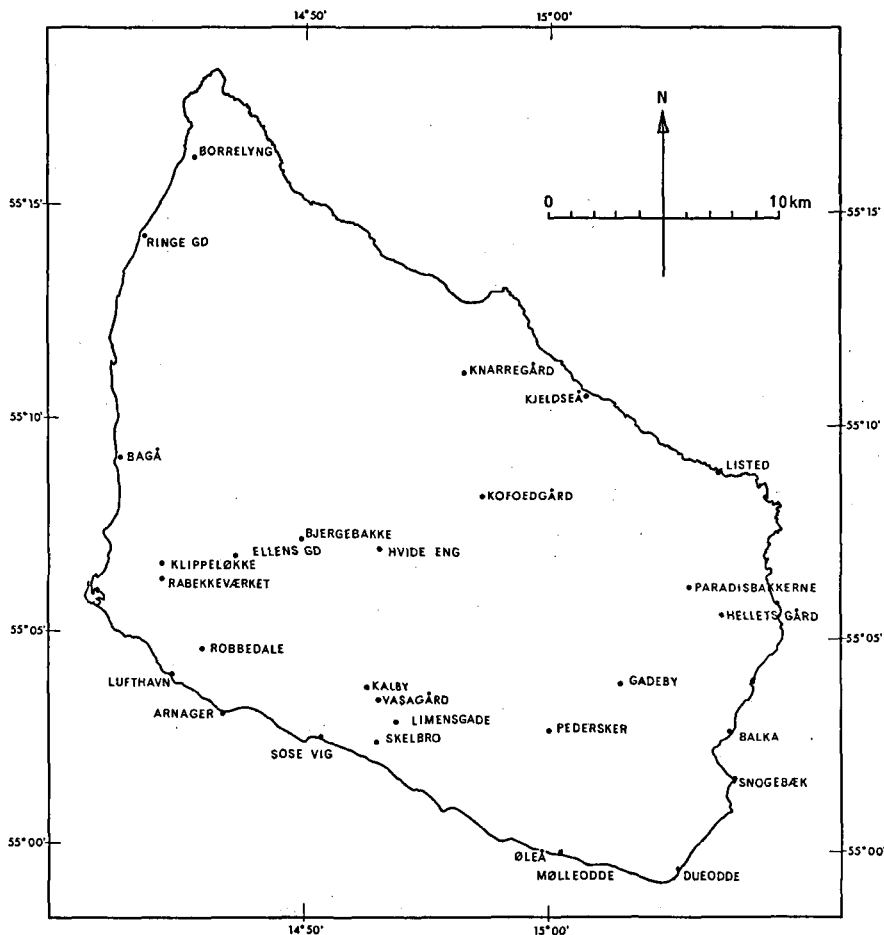 14°50'
15°00'
N
BORRELYNG
0
10 km
55°15'
55°15'
RINGE GD
KNARREGÅRD
KJELDSEÅ
55°10'
55°10'
BAGÅ
LISTED
KOFOEDGÅRD
BJERGEBAKKE
ELLENS GD
HVIDE ENG
KLIPPELØKKE
RABEKKEVÆRKET
PARADISBAKKERNE
HELLETS GÅRD
55°05'
55°05'
ROBBEDALE
LUFTHAVN
KALBY
GADEBY
VASAGÅRD
ARNAGER
LIMENSGADE
PEDERSKER
SKELBRO
BALKA
SOSE VIG
SNOGEBÆK
55°00'
55°00'
ØLEÅ
MØLLEODDE
DUEODDE
14°50'
15°00'